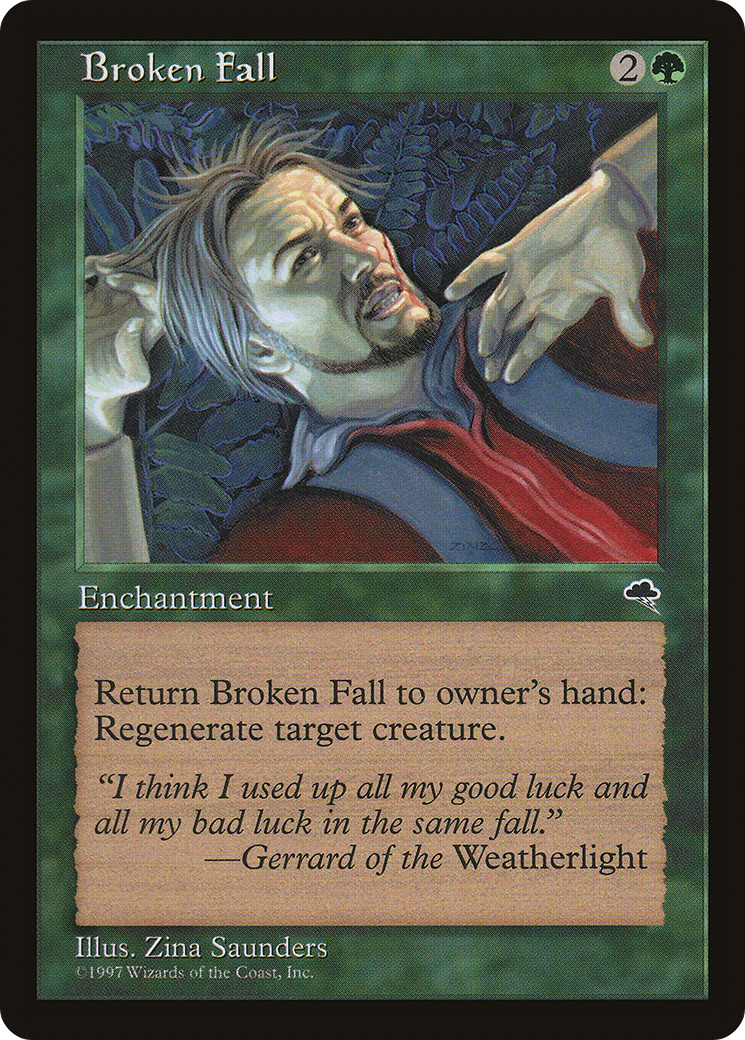 Broken Fall
2
Enchantment
Return Broken Fall to owner's hand:
Regenerate target creature.
“I think I used up all my good luck and
all my bad luck in the same fall.”
—Gerrard of the Weatherlight
Illus. Zina Saunders
©1997 Wizards of the Coast, Inc.